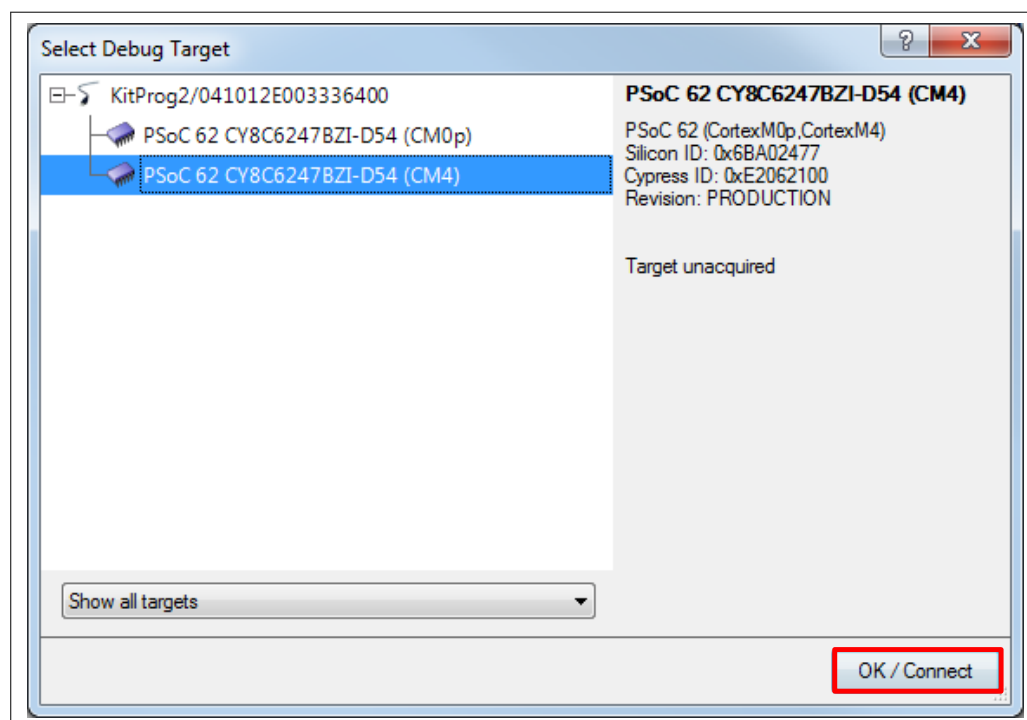 Select Debug Target
KitProg2/041012E003336400
PSoC 62 CY8C6247BZI-D54 (CM0p)
PSoC 62 CY8C6247BZI-D54 (CM4)
PSoC 62 CY8C6247BZI-D54 (CM4)
PSoC 62 (CortexM0p,CortexM4)
Silicon ID: 0x6BA02477
Cypress ID: 0xE2062100
Revision: PRODUCTION
Target unacquired
Show all targets
OK / Connect